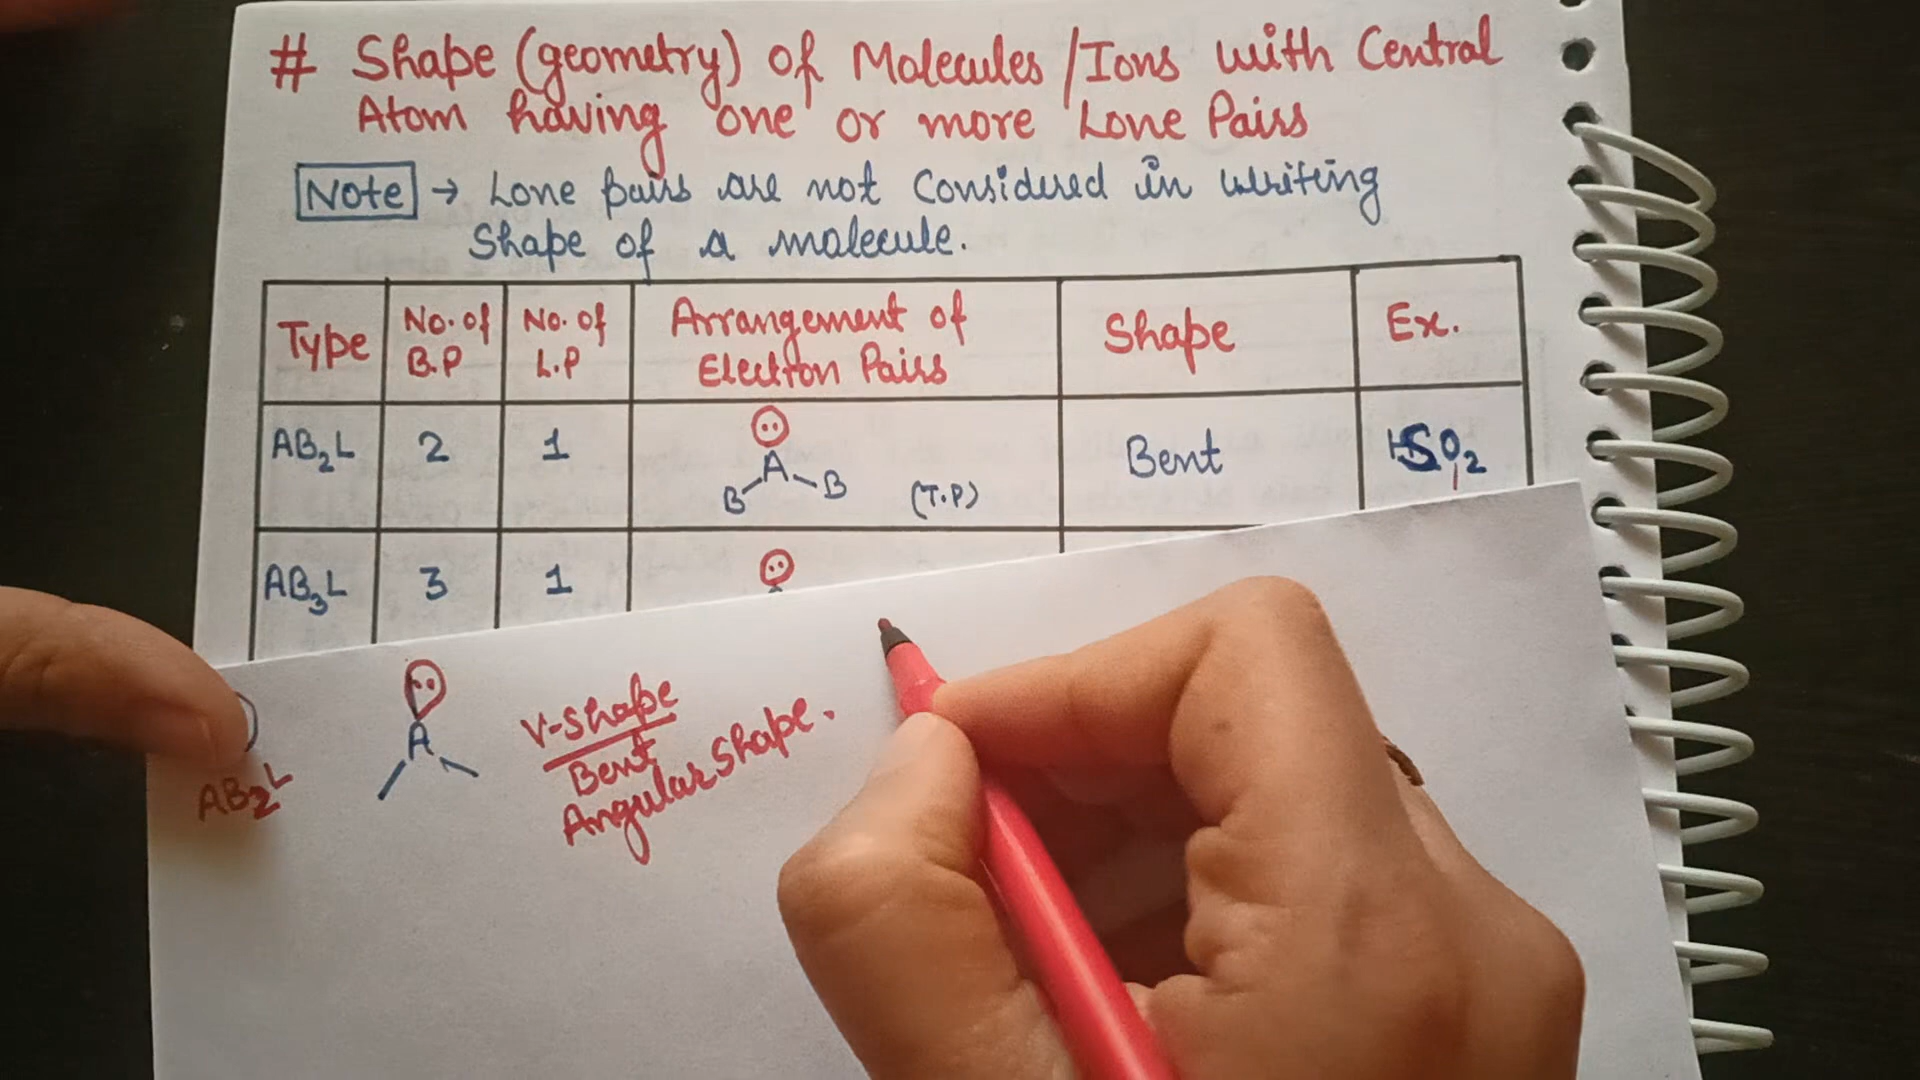 # Shape (geometry) of Molecules / Ions with Central
Atom having one or more Lone Pairs
Note → Lone pairs are not Considered in writing
Shape of a molecule.
Type No. of B.P No. of L.P Arrangement of Electron Pairs Shape Ex.
AB₂L 2 1 A B B (T.P) Bent SO₂
AB₃L 3 1
AB₂L A V-Shape
Bent
Angular Shape.